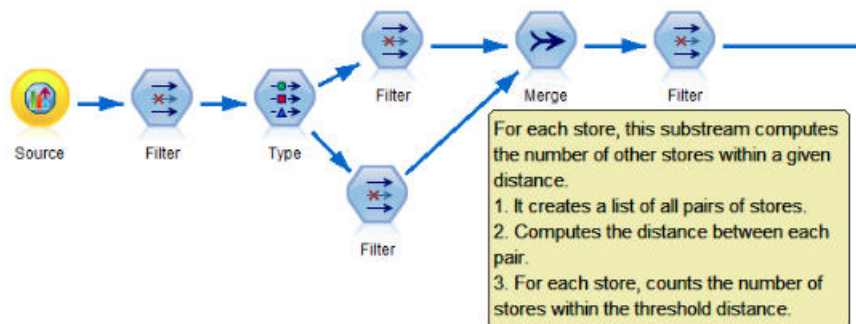 Filter
Merge
Filter
Source
Filter
Type
Filter
For each store, this substream computes
the number of other stores within a given
distance.
1. It creates a list of all pairs of stores.
2. Computes the distance between each
pair.
3. For each store, counts the number of
stores within the threshold distance.